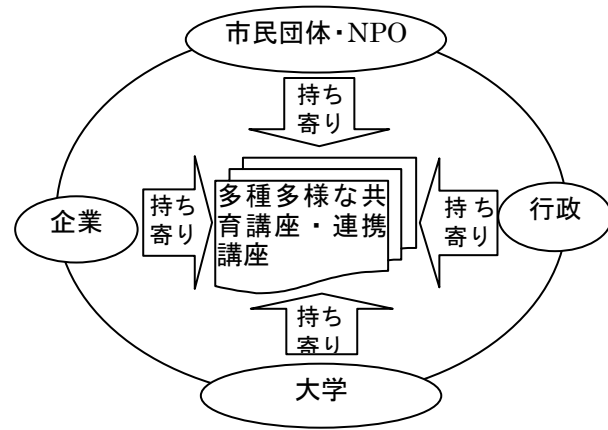 市民団体・NPO
持ち
寄り
多種多様な共
育講座・連携
講座
企業
持ち
寄り
持ち
寄り
行政
持ち
寄り
大学